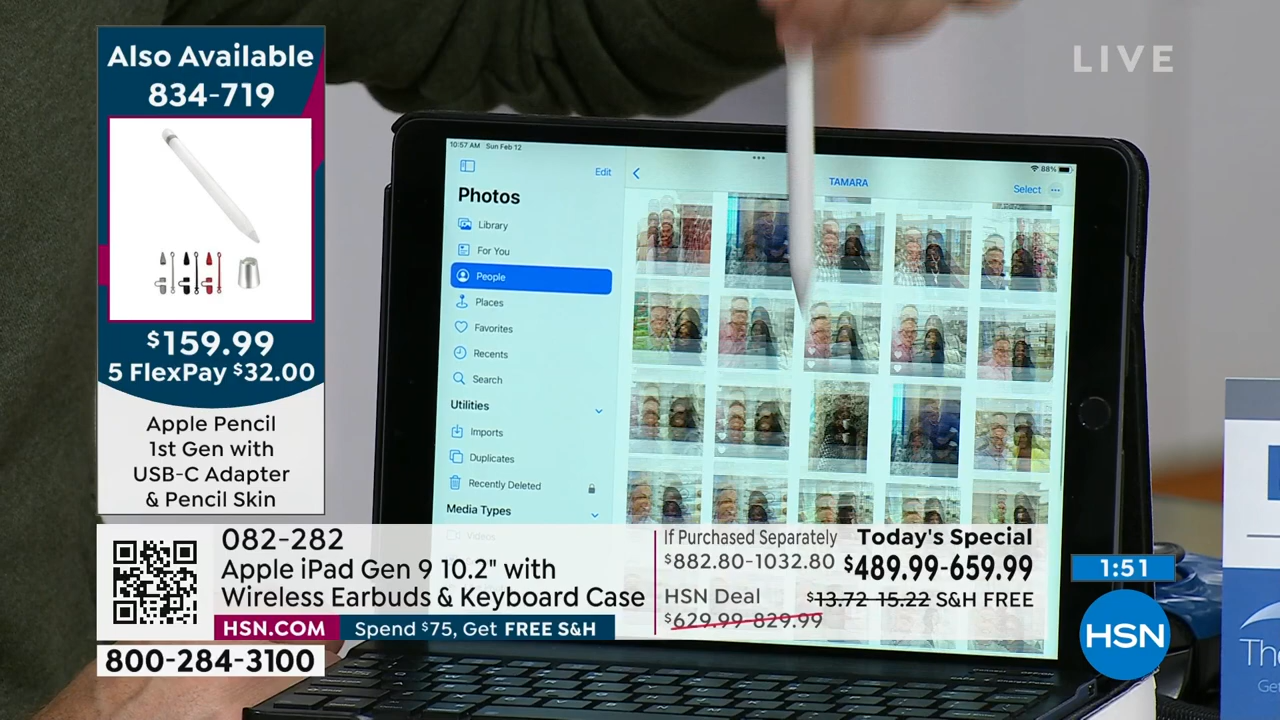 Also Available
834-719
$159.99
5 FlexPay $32.00
Apple Pencil
1st Gen with
USB-C Adapter
& Pencil Skin
LIVE
10:57 AM Sun Feb 12
88%
Edit
Photos
Library
For You
People
Places
Favorites
Recents
Search
Utilities
Imports
Duplicates
Recently Deleted
Media Types
Videos
TAMARA
Select
082-282
Apple iPad Gen 9 10.2" with
Wireless Earbuds & Keyboard Case
HSN.COM
Spend $75, Get FREE S&H
800-284-3100
If Purchased Separately
$882.80-1032.80
HSN Deal
$629.99-829.99
Today's Special
$489.99-659.99
$13.72-15.22 S&H FREE
1:51
HSN